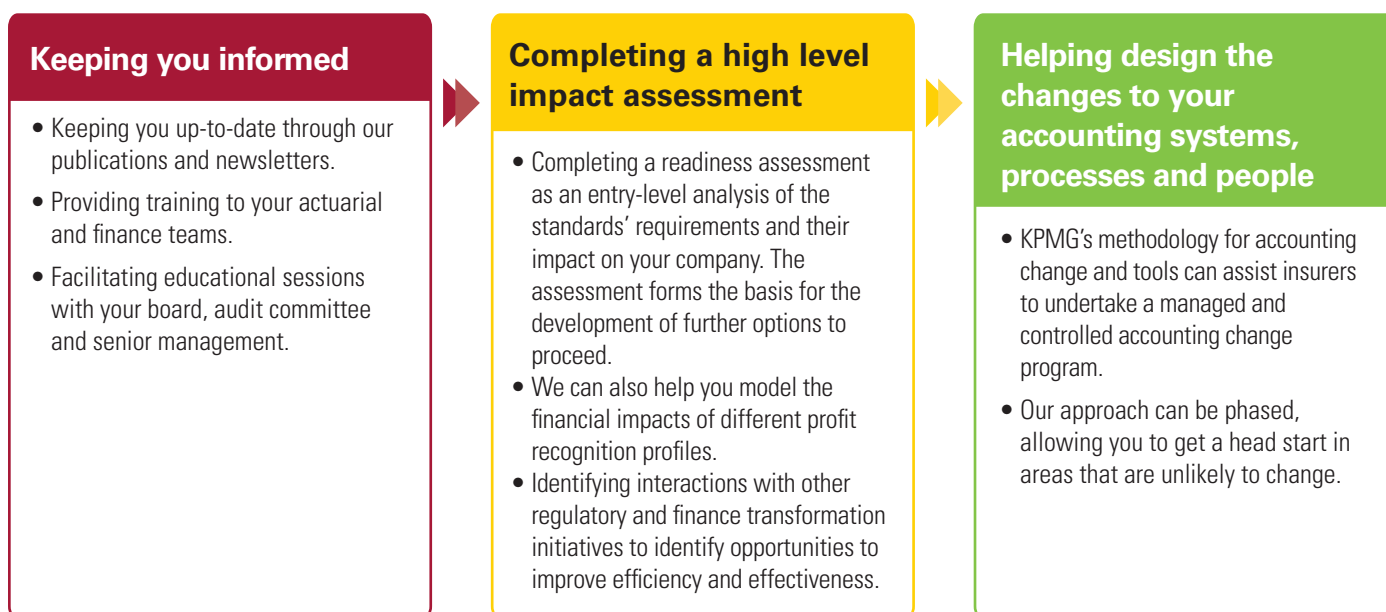 Keeping you informed
• Keeping you up-to-date through our
publications and newsletters.
• Providing training to your actuarial
and finance teams.
• Facilitating educational sessions
with your board, audit committee
and senior management.
Completing a high level
impact assessment
• Completing a readiness assessment
as an entry-level analysis of the
standards’ requirements and their
impact on your company. The
assessment forms the basis for the
development of further options to
proceed.
• We can also help you model the
financial impacts of different profit
recognition profiles.
• Identifying interactions with other
regulatory and finance transformation
initiatives to identify opportunities to
improve efficiency and effectiveness.
Helping design the
changes to your
accounting systems,
processes and people
• KPMG’s methodology for accounting
change and tools can assist insurers
to undertake a managed and
controlled accounting change
program.
• Our approach can be phased,
allowing you to get a head start in
areas that are unlikely to change.